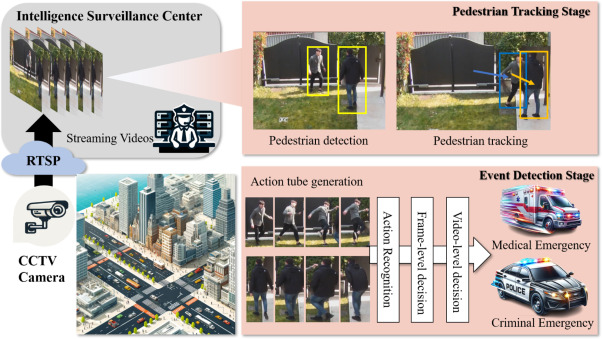 Intelligence Surveillance Center
Streaming Videos
RTSP
CCTV
Camera
Pedestrian Tracking Stage
Pedestrian detection
Pedestrian tracking
Event Detection Stage
Action tube generation
Action Recognition
Frame-level decision
Video-level decision
Medical Emergency
POLICE
Criminal Emergency